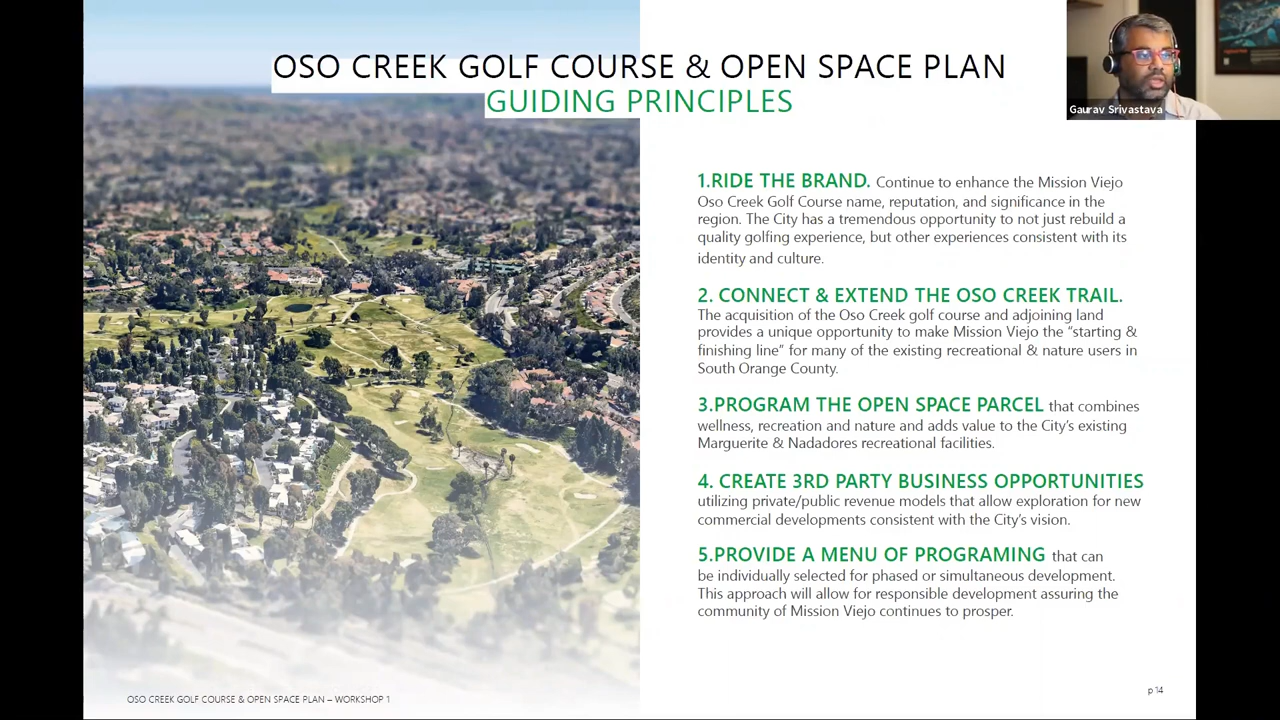 OSO CREEK GOLF COURSE & OPEN SPACE PLAN
GUIDING PRINCIPLES
Gaurav Srivastava
1.RIDE THE BRAND. Continue to enhance the Mission Viejo
Oso Creek Golf Course name, reputation, and significance in the
region. The City has a tremendous opportunity to not just rebuild a
quality golfing experience, but other experiences consistent with its
identity and culture.
2. CONNECT & EXTEND THE OSO CREEK TRAIL.
The acquisition of the Oso Creek golf course and adjoining land
provides a unique opportunity to make Mission Viejo the “starting &
finishing line” for many of the existing recreational & nature users in
South Orange County.
3.PROGRAM THE OPEN SPACE PARCEL that combines
wellness, recreation and nature and adds value to the City’s existing
Marguerite & Nadadores recreational facilities.
4. CREATE 3RD PARTY BUSINESS OPPORTUNITIES
utilizing private/public revenue models that allow exploration for new
commercial developments consistent with the City’s vision.
5.PROVIDE A MENU OF PROGRAMING that can
be individually selected for phased or simultaneous development.
This approach will allow for responsible development assuring the
community of Mission Viejo continues to prosper.
OSO CREEK GOLF COURSE & OPEN SPACE PLAN – WORKSHOP 1
p 14